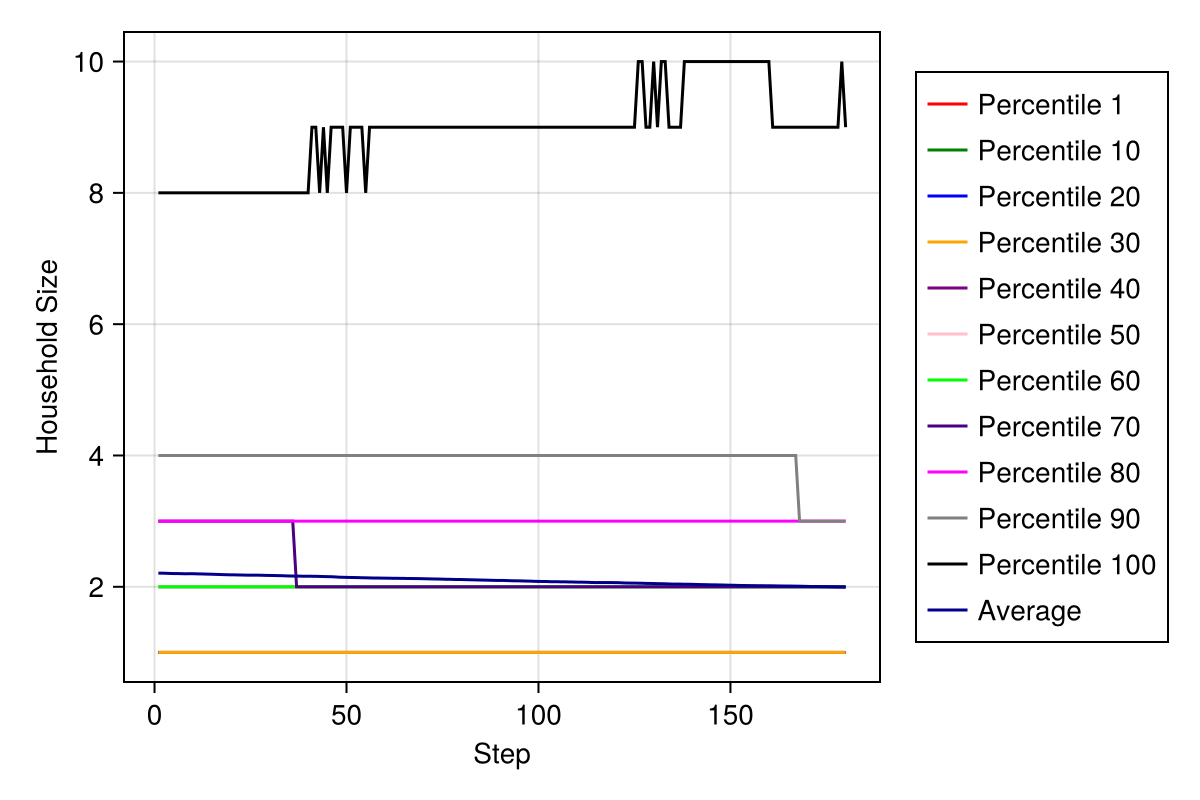 10
8
6
4
2
Household Size
0
50
100
150
Step
Percentile 1
Percentile 10
Percentile 20
Percentile 30
Percentile 40
Percentile 50
Percentile 60
Percentile 70
Percentile 80
Percentile 90
Percentile 100
Average